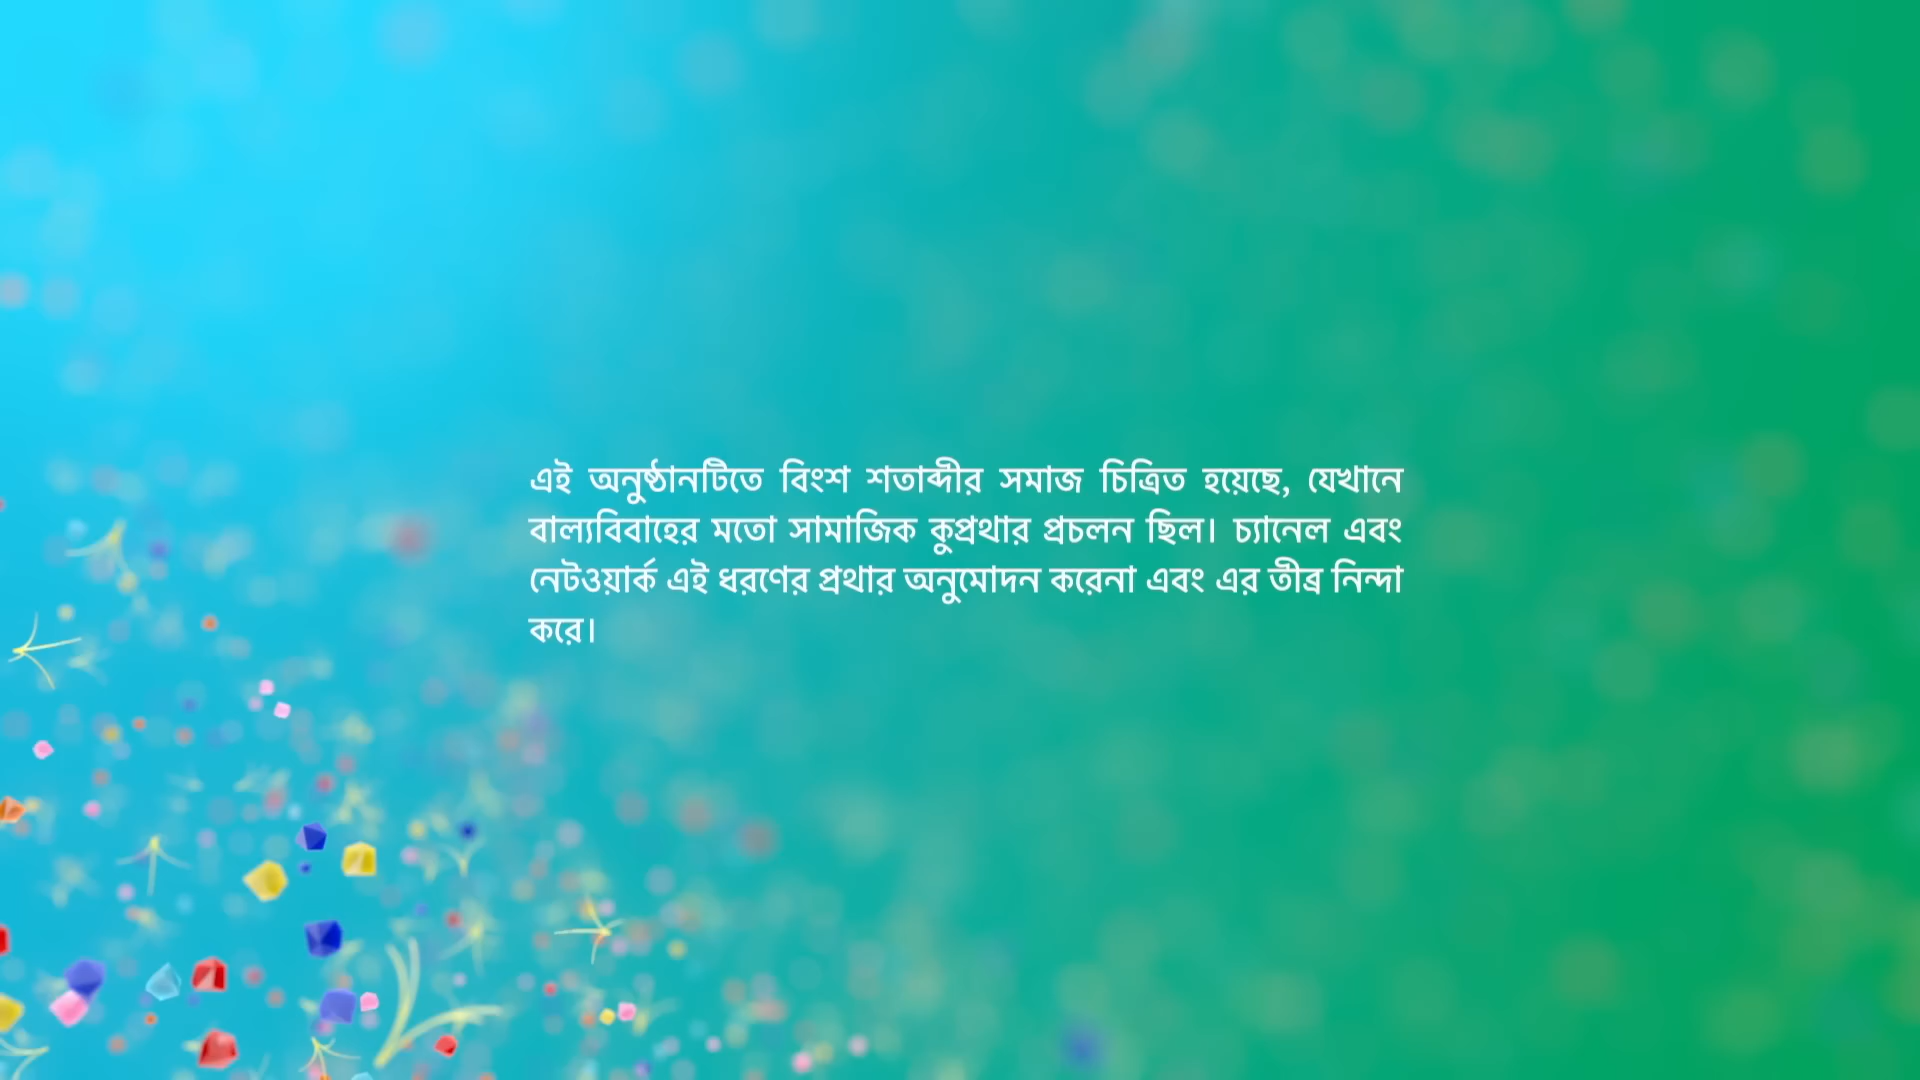 এই অনুষ্ঠানটিতে বিংশ শতাব্দীর সমাজ চিত্রিত হয়েছে, যেখানে
বাল্যবিবাহের মতো সামাজিক কুপ্রথার প্রচলন ছিল। চ্যানেল এবং
নেটওয়ার্ক এই ধরণের প্রথার অনুমোদন করেনা এবং এর তীব্র নিন্দা
করে।